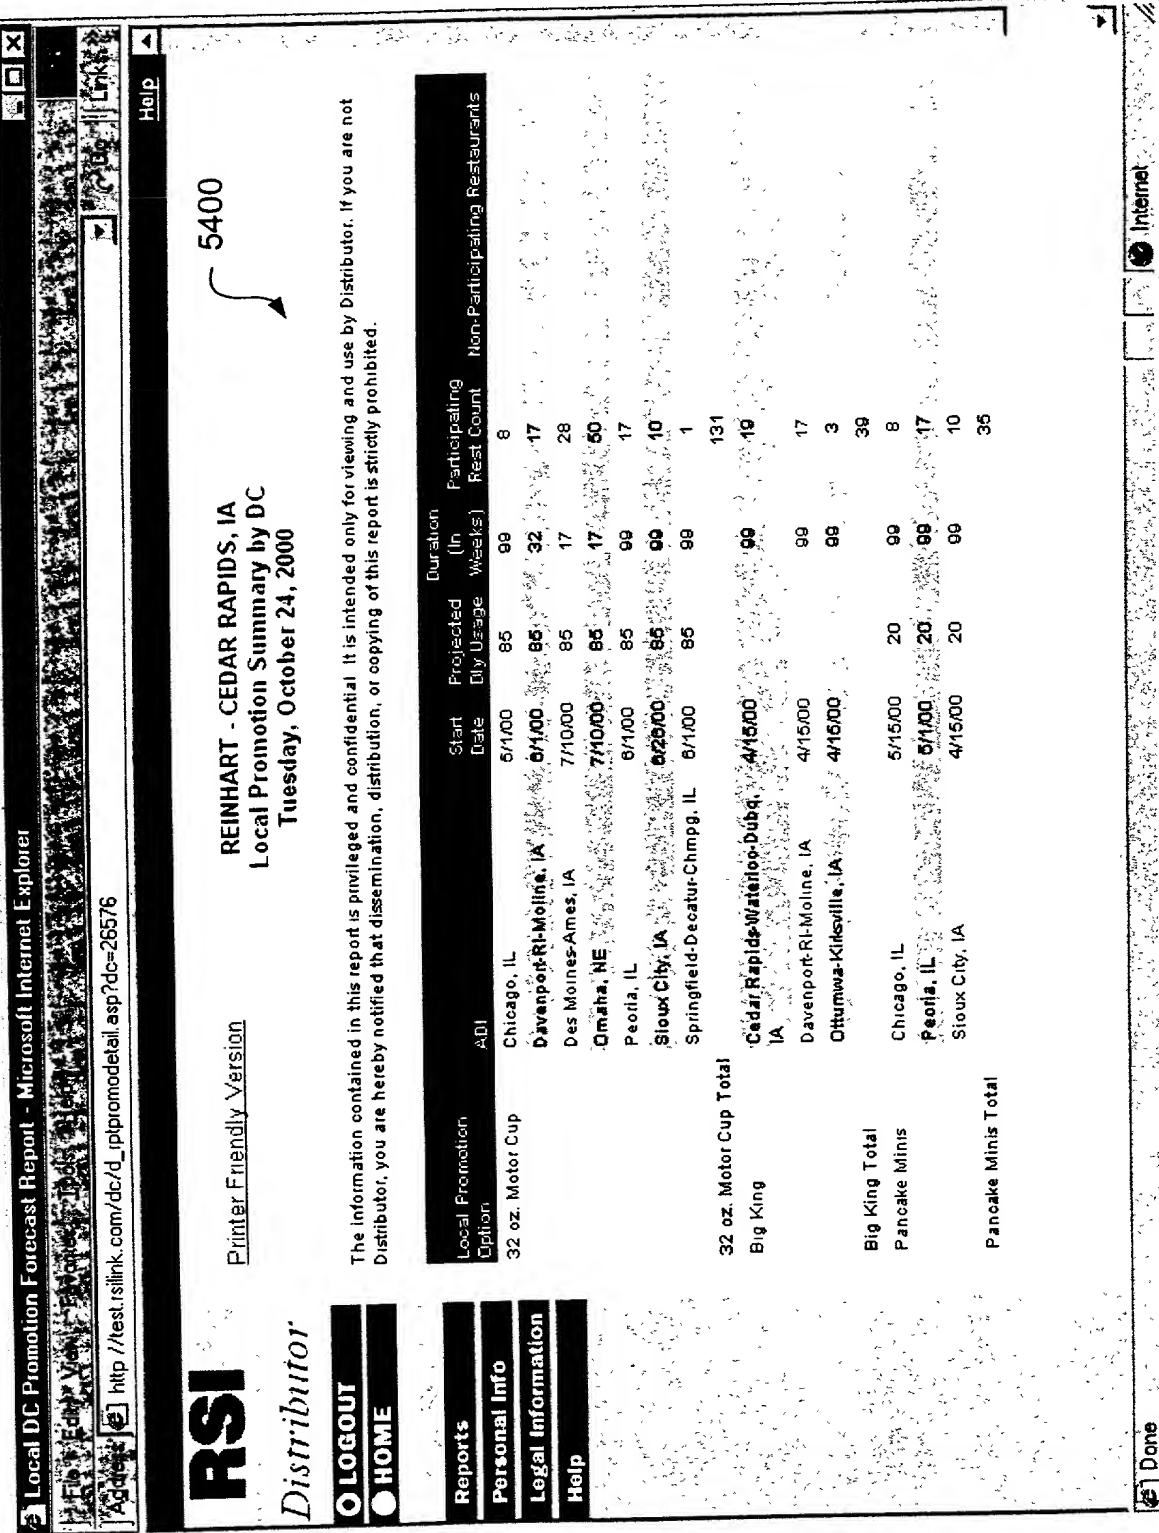 Local DC Promotion Forecast Report - Microsoft Internet Explorer
File Edit View Favorites Tools Help
Address http //test.rsilink.com/dc/d_rptpromodetail.asp?dc=26576 Go Links
Help
RSI
Distributor
LOGOUT
HOME
Reports
Personal Info
Legal Information
Help
Printer Friendly Version
REINHART - CEDAR RAPIDS, IA
Local Promotion Summary by DC
Tuesday, October 24, 2000
5400
The information contained in this report is privileged and confidential It is intended only for viewing and use by Distributor. If you are not
Distributor, you are hereby notified that dissemination, distribution, or copying of this report is strictly prohibited.
Local Promotion Option ADI Start Date Projected Dly Usage Duration (In Weeks) Participating Rest Count Non-Participating Restaurants
32 oz. Motor Cup Chicago, IL 5/1/00 85 99 8
Davenport-RI-Moline, IA 6/1/00 85 32 17
Des Moines-Ames, IA 7/10/00 85 17 28
Omaha, NE 7/10/00 85 17 50
Peoria, IL 6/1/00 85 99 17
Sioux City, IA 6/26/00 85 99 10
Springfield-Decatur-Chmpg, IL 6/1/00 85 99 1
32 oz. Motor Cup Total 131
Big King Cedar Rapids-Waterloo-Dubq, 4/15/00 99 19
IA
Davenport-RI-Moline, IA 4/15/00 99 17
Ottumwa-Kirksville, IA 4/15/00 99 3
Big King Total 39
Pancake Minis Chicago, IL 5/15/00 20 99 8
Peoria, IL 5/1/00 20 99 17
Sioux City, IA 4/15/00 20 99 10
Pancake Minis Total 35
Done Internet